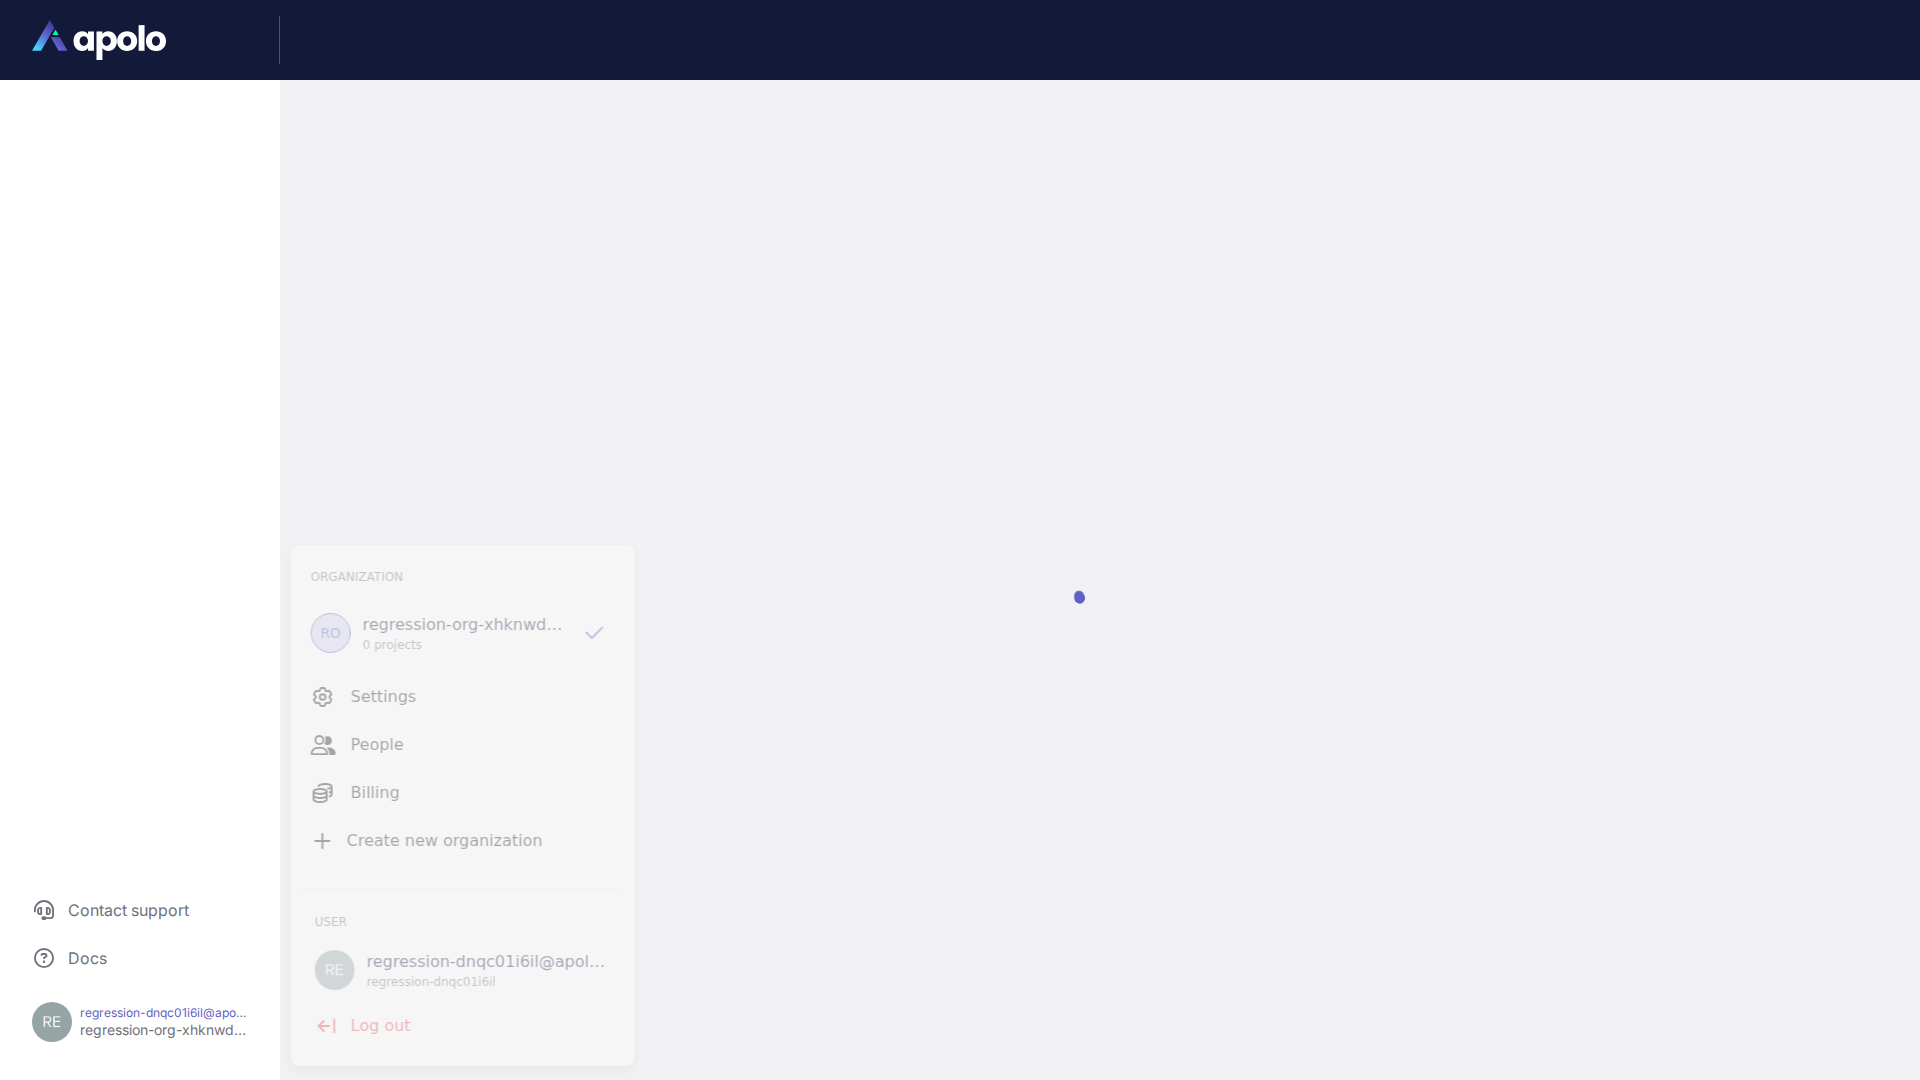 apolo
ORGANIZATION
RO
regression-org-xhknwd...
0 projects
Settings
People
Billing
Create new organization
USER
RE
regression-dnqc01i6il@apol...
regression-dnqc01i6il
Log out
Contact support
Docs
RE
regression-dnqc01i6il@apo...
regression-org-xhknwd...